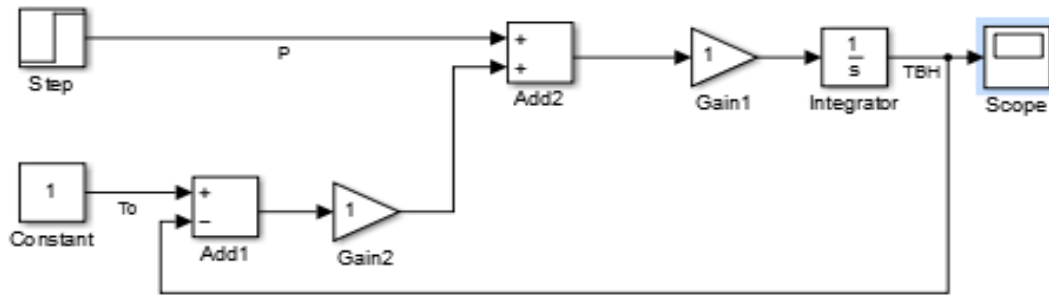 Step
P
+
+
Add2
1
Gain1
1
s
Integrator
TBH
Scope
1
Constant
To
+
−
Add1
1
Gain2